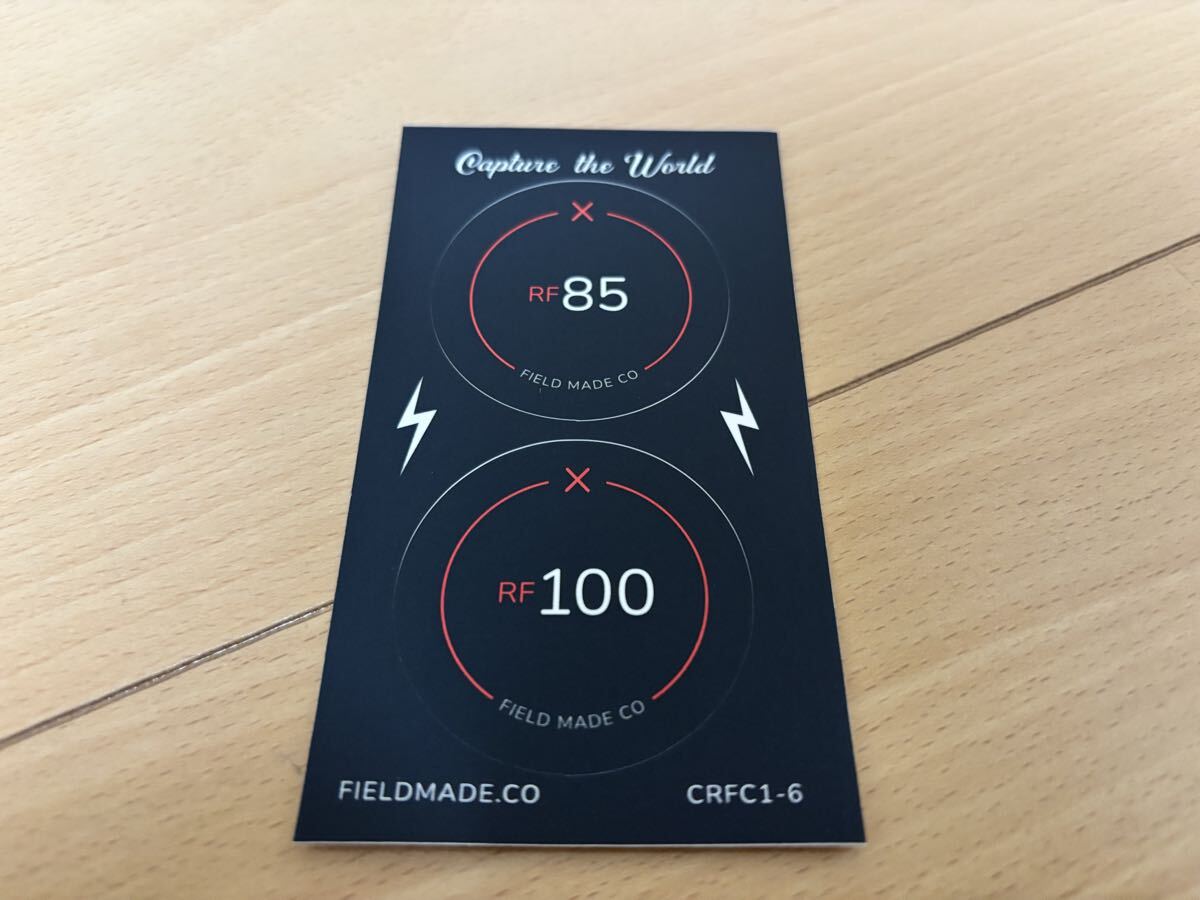 Capture the World
RF85
FIELD MADE CO
RF100
FIELD MADE CO
FIELDMADE.CO CRFC1-6